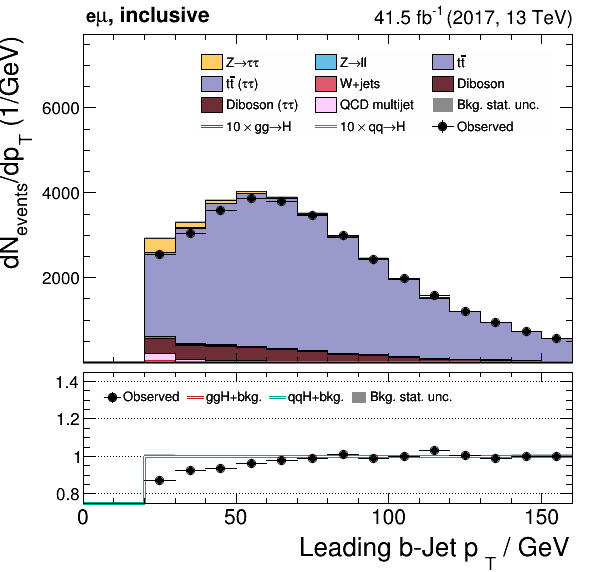 eμ, inclusive 41.5 fb⁻¹ (2017, 13 TeV)
dN_events/dp_T (1/GeV)
Z→ττ Z→ll tt̄
tt̄ (ττ) W+jets Diboson
Diboson (ττ) QCD multijet Bkg. stat. unc.
10 × gg→H 10 × qq→H Observed
6000
4000
2000
1.4
Observed ggH+bkg. qqH+bkg. Bkg. stat. unc.
1.2
1
0.8
0 50 100 150
Leading b-Jet p_T / GeV